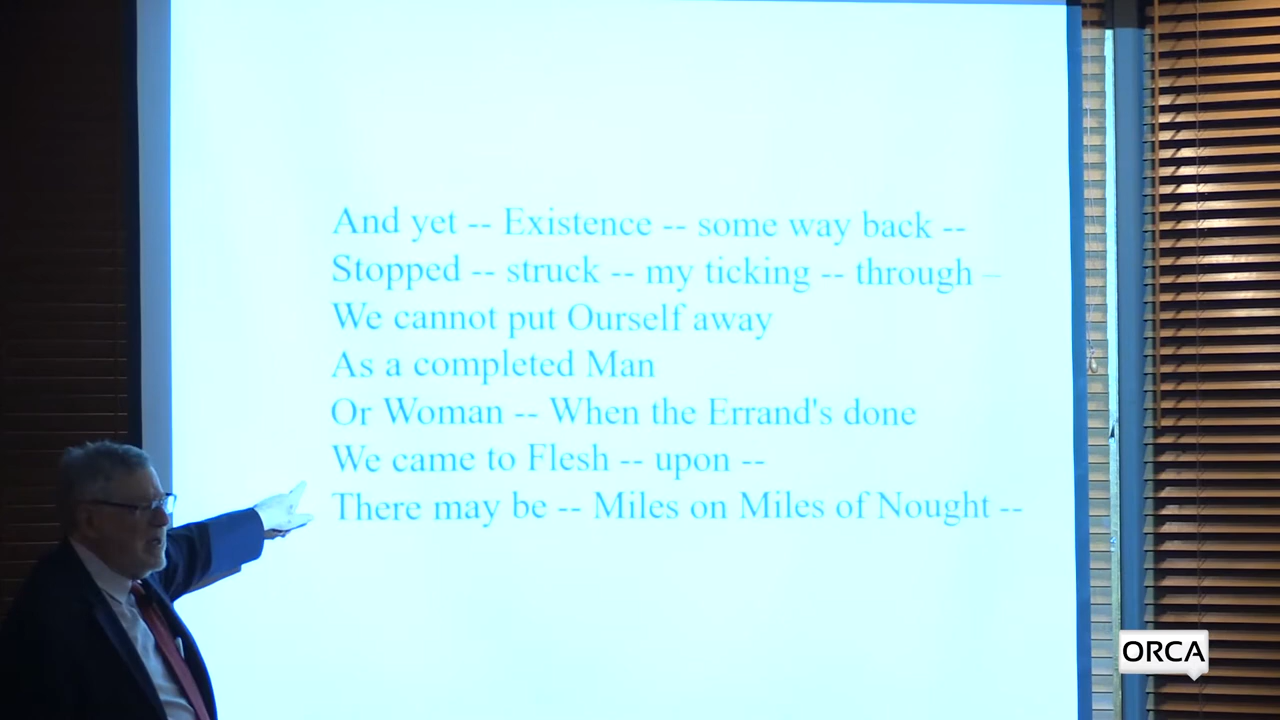 And yet -- Existence -- some way back --
Stopped -- struck -- my ticking -- through –
We cannot put Ourself away
As a completed Man
Or Woman -- When the Errand's done
We came to Flesh -- upon --
There may be -- Miles on Miles of Nought --
ORCA